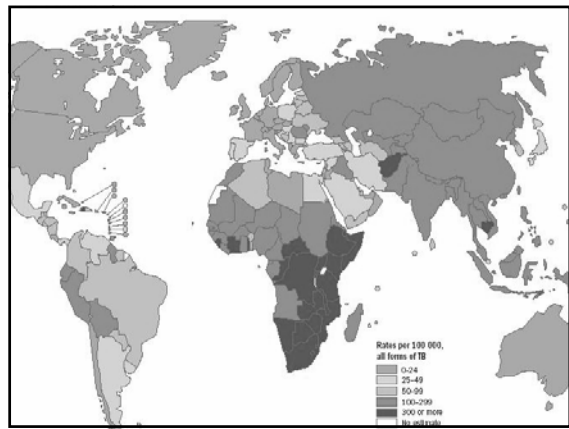 Rates per 100 000,
all forms of TB
0-24
25-49
50-99
100-299
300 or more
No estimate